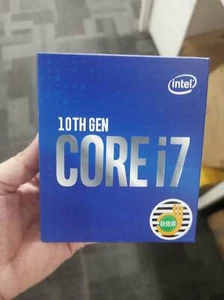 intel
10TH GEN
CORE i7